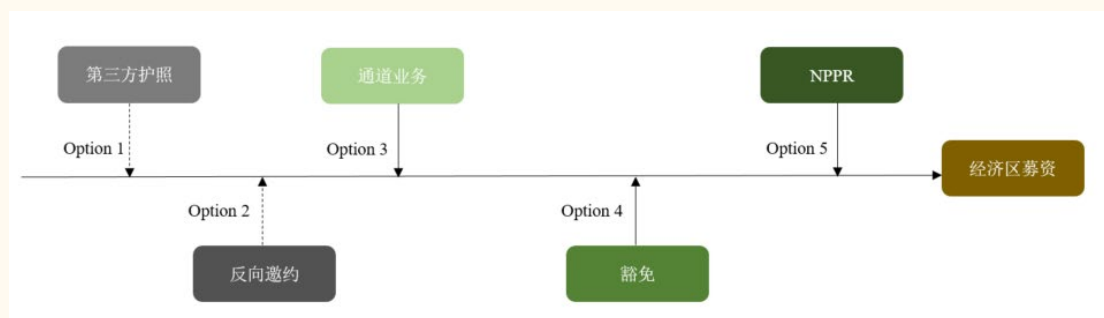 第三方护照
通道业务
NPPR
Option 1
Option 3
Option 5
经济区募资
Option 2
Option 4
反向邀约
豁免